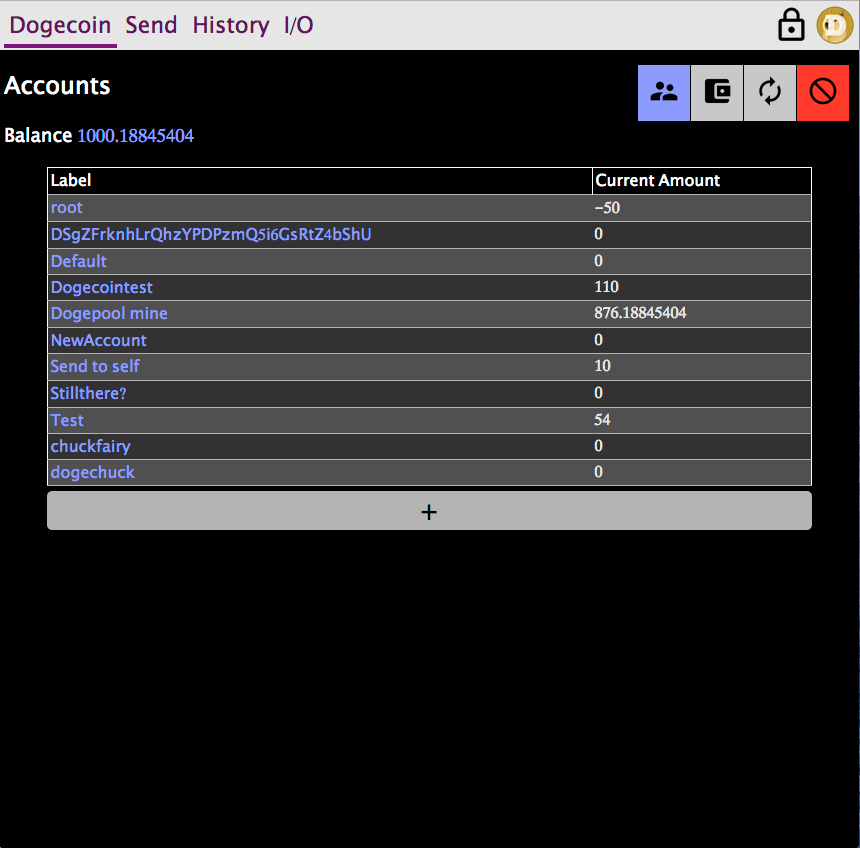 Dogecoin Send History I/O
Accounts
Balance 1000.18845404
Label Current Amount
root -50
DSgZFrknhLrQhzYPDPzmQ5i6GsRtZ4bShU 0
Default 0
Dogecointest 110
Dogepool mine 876.18845404
NewAccount 0
Send to self 10
Stillthere? 0
Test 54
chuckfairy 0
dogechuck 0
+